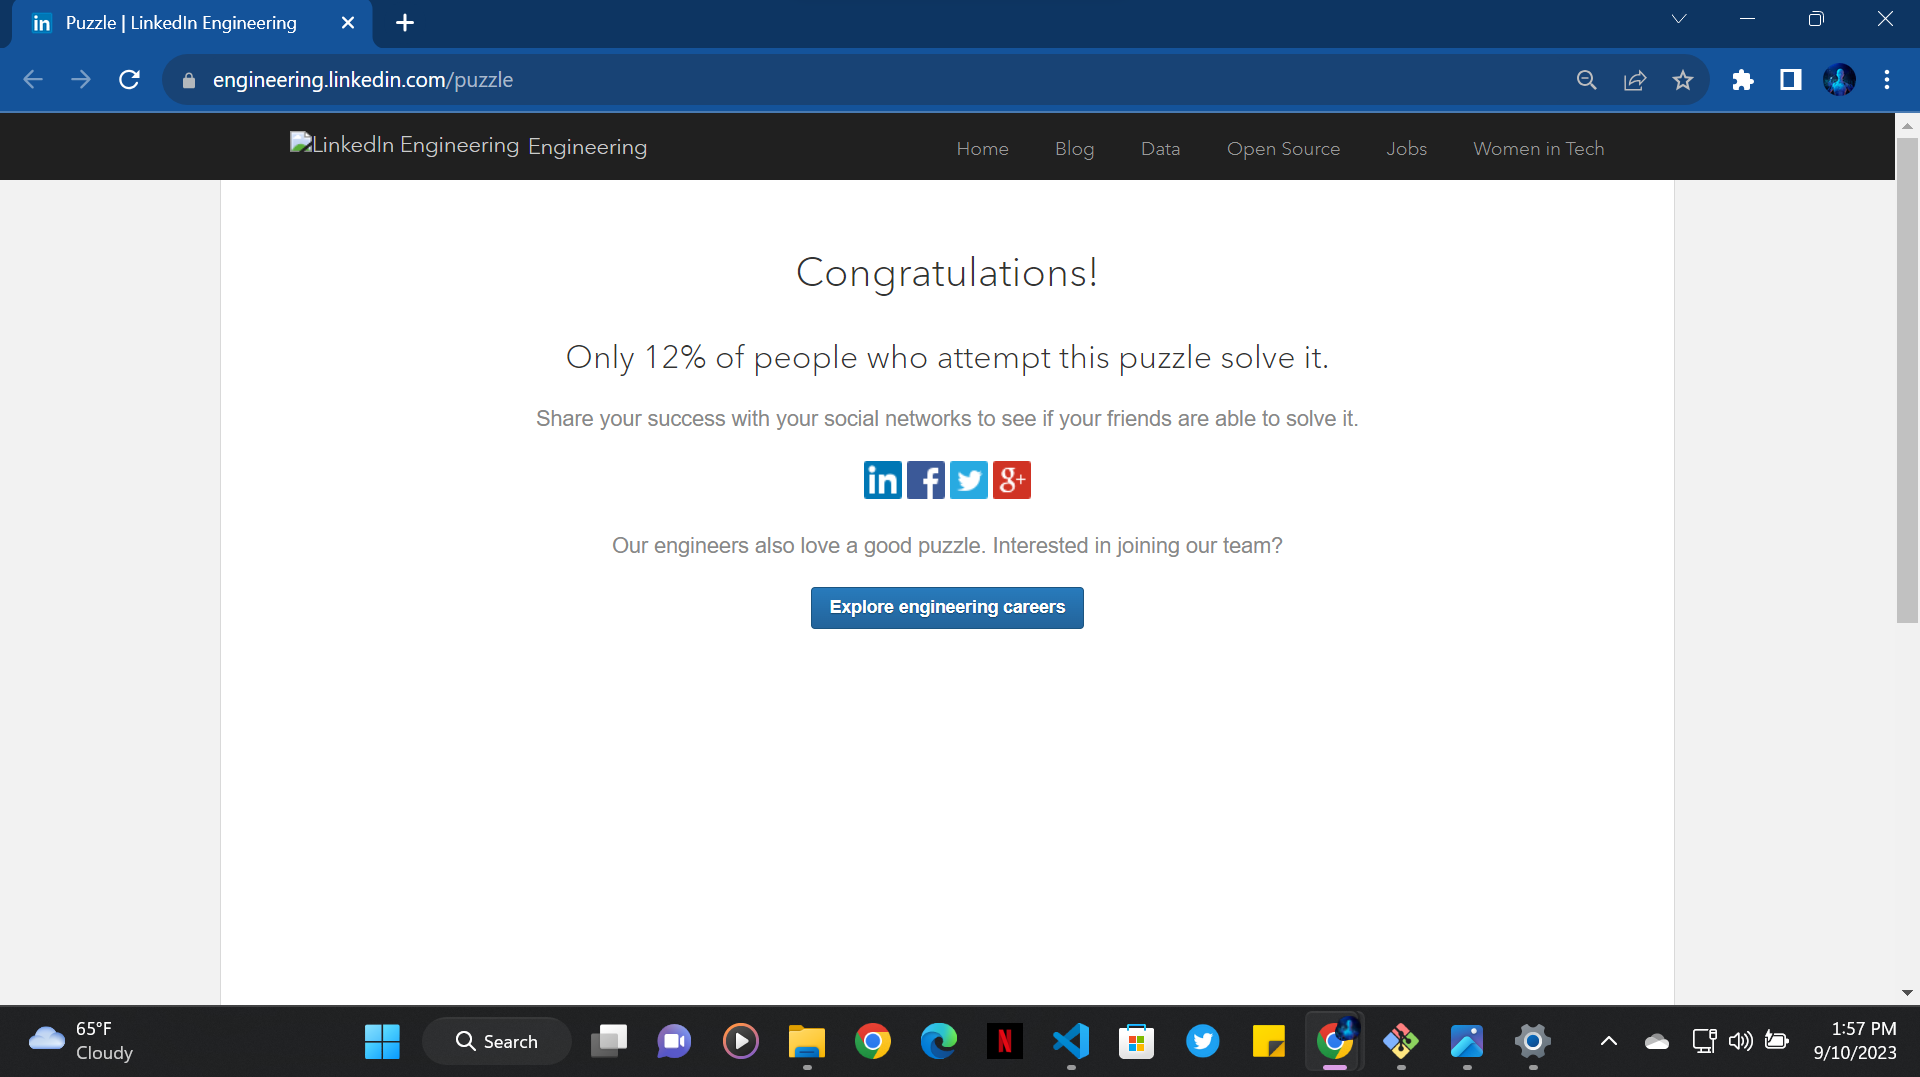 Puzzle | LinkedIn Engineering
engineering.linkedin.com/puzzle
LinkedIn Engineering Engineering
Home Blog Data Open Source Jobs Women in Tech
Congratulations!
Only 12% of people who attempt this puzzle solve it.
Share your success with your social networks to see if your friends are able to solve it.
in f g+
Our engineers also love a good puzzle. Interested in joining our team?
Explore engineering careers
65°F
Cloudy
Search
N
1:57 PM
9/10/2023